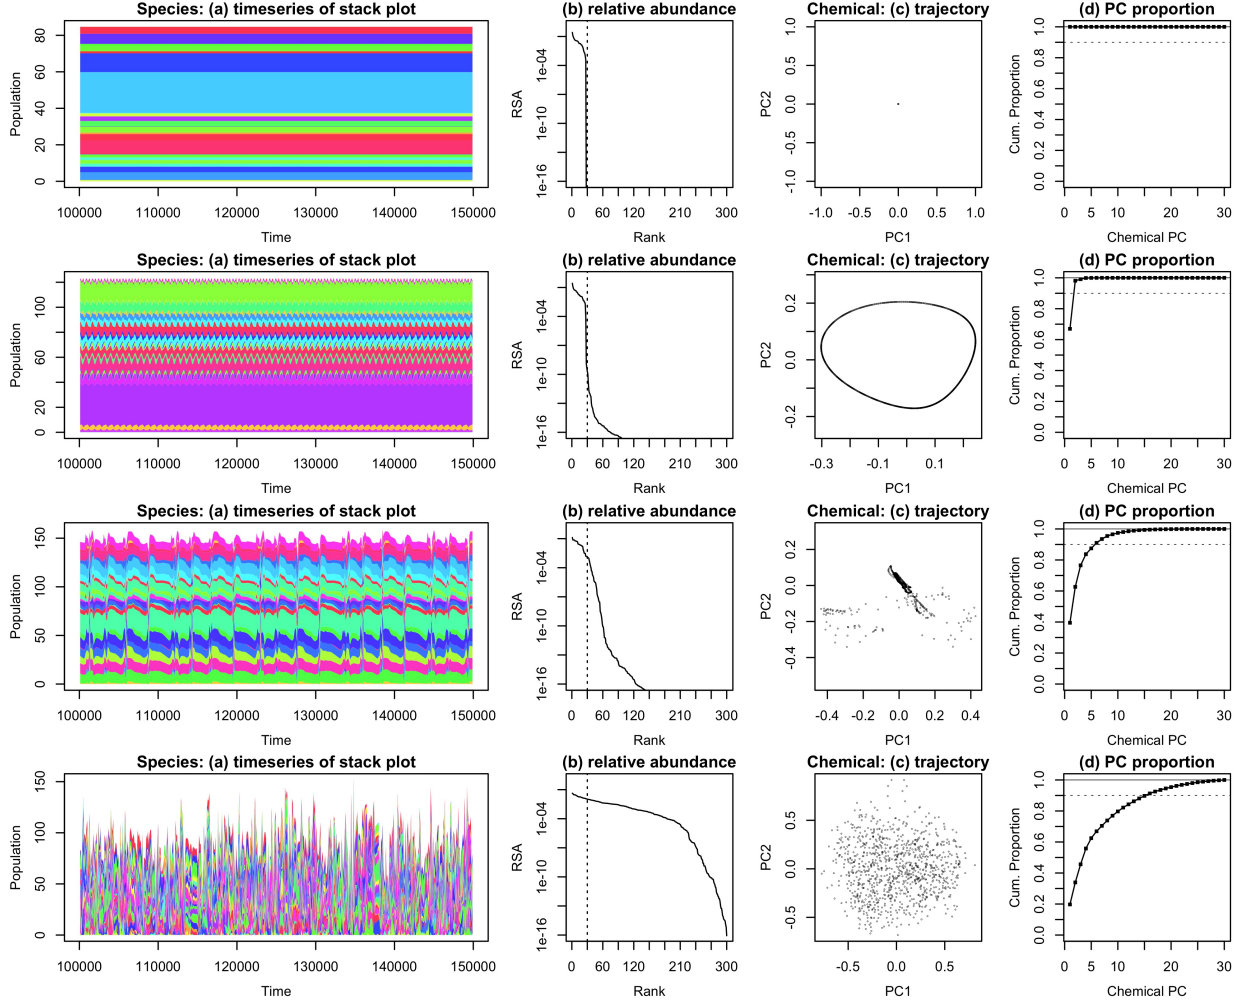 Species: (a) timeseries of stack plot
(b) relative abundance
Chemical: (c) trajectory
(d) PC proportion
Population
0 20 40 60 80
100000 110000 120000 130000 140000 150000
Time
RSA
1e-16 1e-10 1e-04
0 60 120 210 300
Rank
PC2
-1.0 -0.5 0.0 0.5 1.0
-1.0 -0.5 0.0 0.5 1.0
PC1
Cum. Proportion
0.0 0.2 0.4 0.6 0.8 1.0
0 5 10 15 20 25 30
Chemical PC
Species: (a) timeseries of stack plot
(b) relative abundance
Chemical: (c) trajectory
(d) PC proportion
Population
0 20 60 100
100000 110000 120000 130000 140000 150000
Time
RSA
1e-16 1e-10 1e-04
0 60 120 210 300
Rank
PC2
-0.2 0.0 0.2
-0.3 -0.1 0.1
PC1
Cum. Proportion
0.0 0.2 0.4 0.6 0.8 1.0
0 5 10 15 20 25 30
Chemical PC
Species: (a) timeseries of stack plot
(b) relative abundance
Chemical: (c) trajectory
(d) PC proportion
Population
0 50 100 150
100000 110000 120000 130000 140000 150000
Time
RSA
1e-16 1e-10 1e-04
0 60 120 210 300
Rank
PC2
-0.4 -0.2 0.0 0.2
-0.4 -0.2 0.0 0.2 0.4
PC1
Cum. Proportion
0.0 0.2 0.4 0.6 0.8 1.0
0 5 10 15 20 25 30
Chemical PC
Species: (a) timeseries of stack plot
(b) relative abundance
Chemical: (c) trajectory
(d) PC proportion
Population
0 50 100 150
100000 110000 120000 130000 140000 150000
Time
RSA
1e-16 1e-10 1e-04
0 60 120 210 300
Rank
PC2
-0.5 0.0 0.5
-0.5 0.0 0.5
PC1
Cum. Proportion
0.0 0.2 0.4 0.6 0.8 1.0
0 5 10 15 20 25 30
Chemical PC